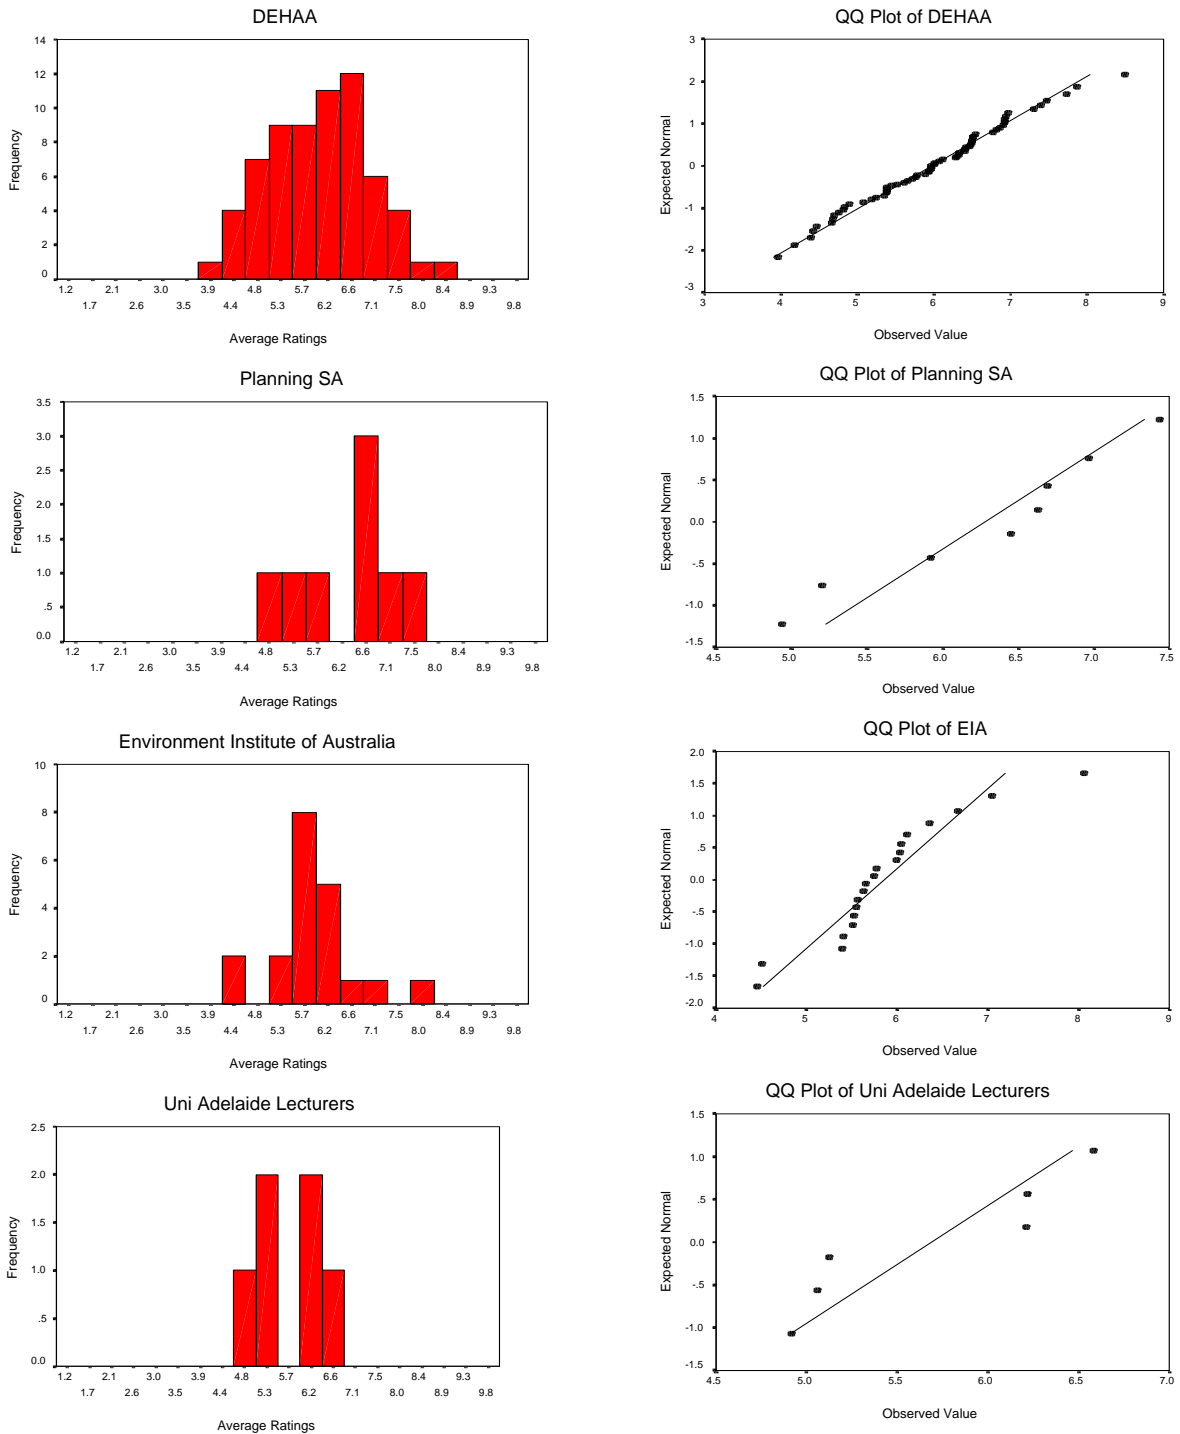 DEHAA
14
12
10
8
6
4
2
0
Frequency
1.2 2.1 3.0 3.9 4.8 5.7 6.6 7.5 8.4 9.3
1.7 2.6 3.5 4.4 5.3 6.2 7.1 8.0 8.9 9.8
Average Ratings
QQ Plot of DEHAA
3
2
1
0
-1
-2
-3
Expected Normal
3 4 5 6 7 8 9
Observed Value
Planning SA
3.5
3.0
2.5
2.0
1.5
1.0
.5
0.0
Frequency
1.2 2.1 3.0 3.9 4.8 5.7 6.6 7.5 8.4 9.3
1.7 2.6 3.5 4.4 5.3 6.2 7.1 8.0 8.9 9.8
Average Ratings
QQ Plot of Planning SA
1.5
1.0
.5
0.0
-.5
-1.0
-1.5
Expected Normal
4.5 5.0 5.5 6.0 6.5 7.0 7.5
Observed Value
Environment Institute of Australia
10
8
6
4
2
0
Frequency
1.2 2.1 3.0 3.9 4.8 5.7 6.6 7.5 8.4 9.3
1.7 2.6 3.5 4.4 5.3 6.2 7.1 8.0 8.9 9.8
Average Ratings
QQ Plot of EIA
2.0
1.5
1.0
.5
0.0
-.5
-1.0
-1.5
-2.0
Expected Normal
4 5 6 7 8 9
Observed Value
Uni Adelaide Lecturers
2.5
2.0
1.5
1.0
.5
0.0
Frequency
1.2 2.1 3.0 3.9 4.8 5.7 6.6 7.5 8.4 9.3
1.7 2.6 3.5 4.4 5.3 6.2 7.1 8.0 8.9 9.8
Average Ratings
QQ Plot of Uni Adelaide Lecturers
1.5
1.0
.5
0.0
-.5
-1.0
-1.5
Expected Normal
4.5 5.0 5.5 6.0 6.5 7.0
Observed Value